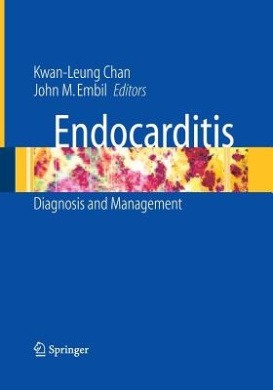 Kwan-Leung Chan
John M. Embil Editors
Endocarditis
Diagnosis and Management
Springer